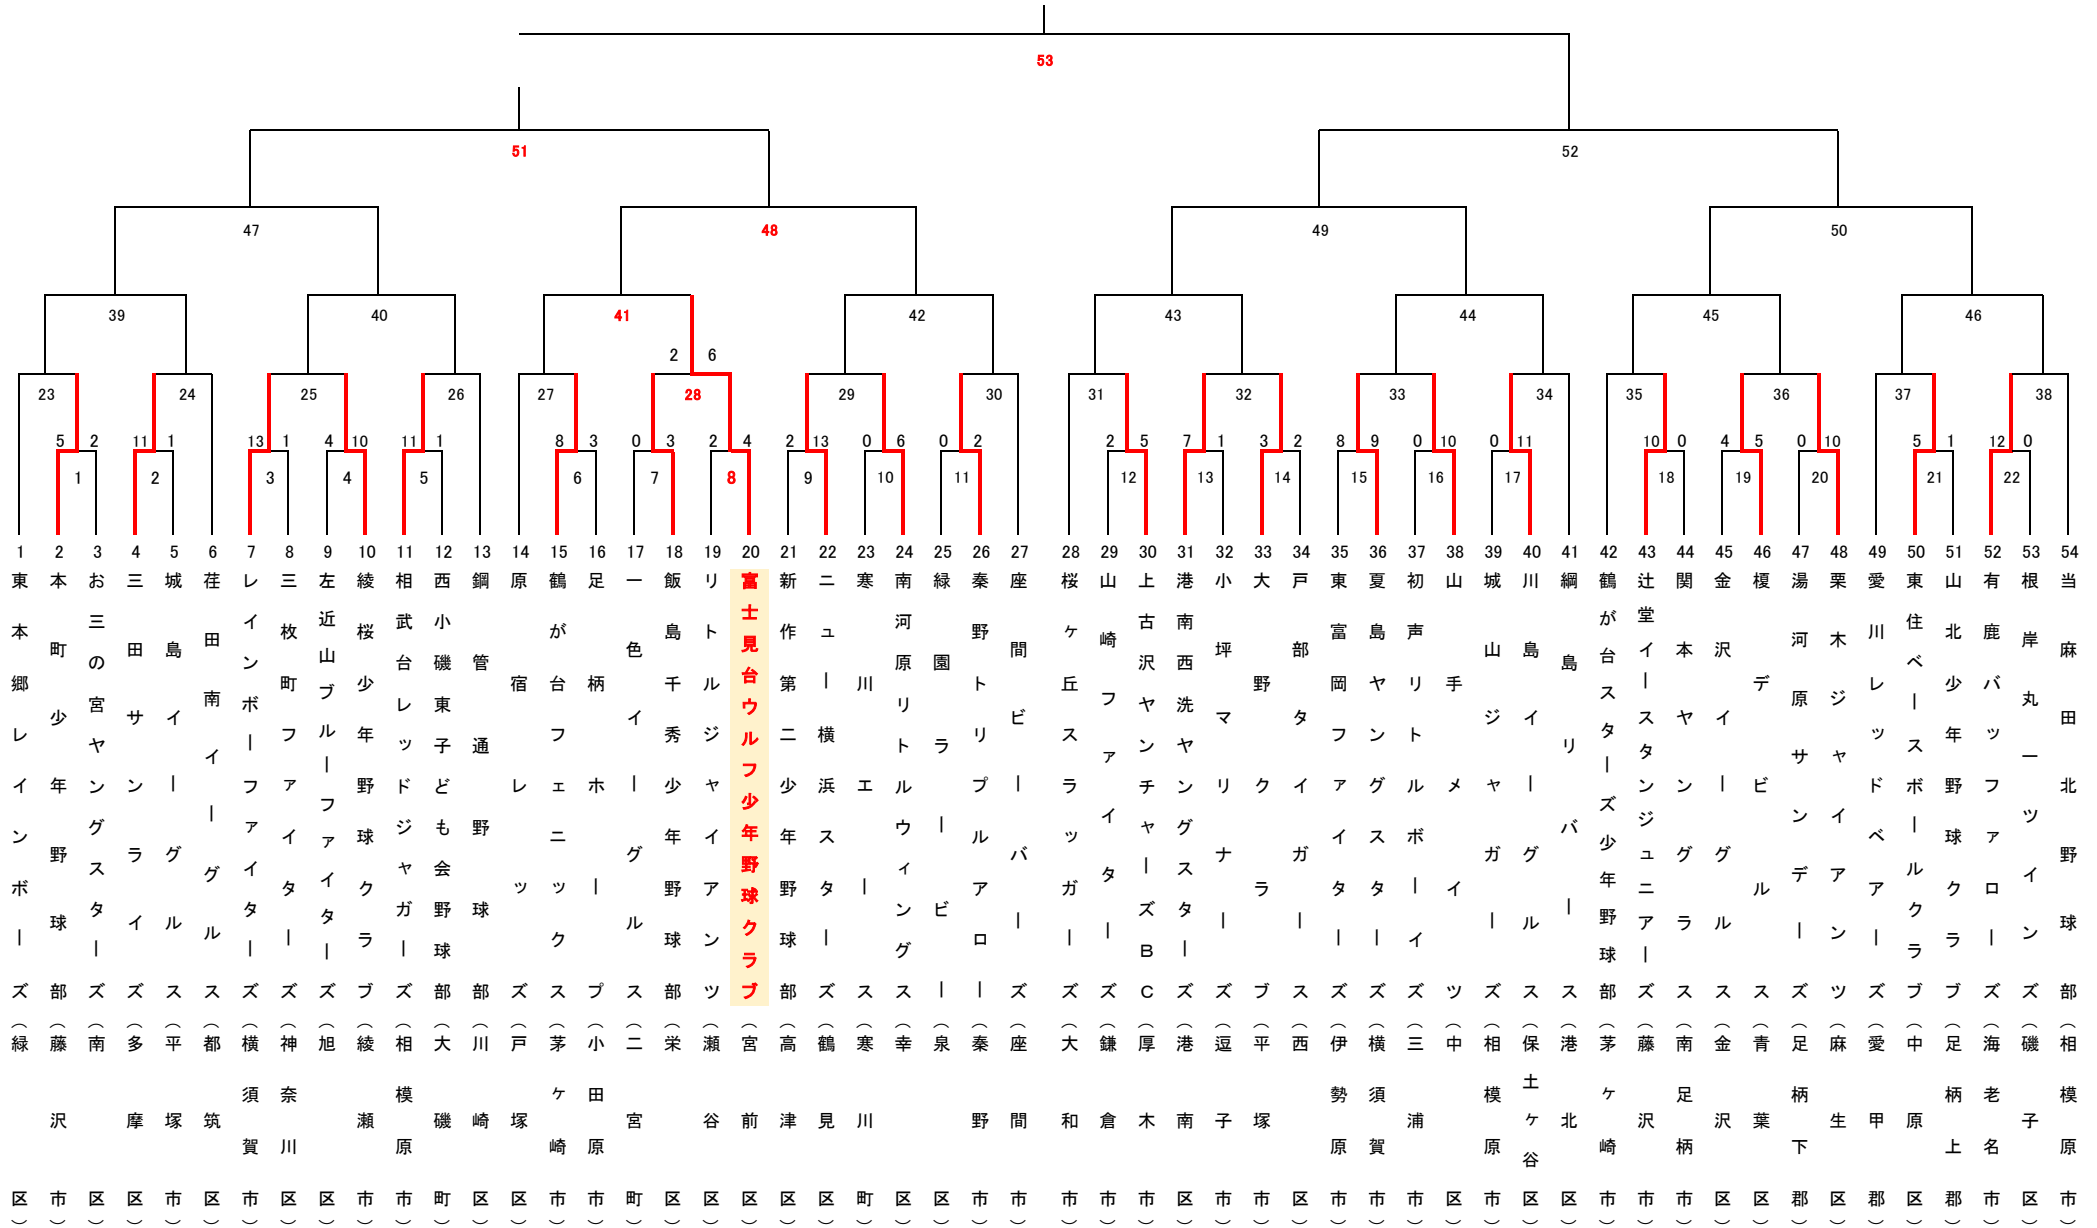 53
51 52
47 48 49 50
39 40 41 42 43 44 45 46
2 6
23 24 25 26 27 28 29 30 31 32 33 34 35 36 37 38
5 2 11 1 13 1 4 10 11 1 8 3 0 3 2 4 2 13 0 6 0 2 2 5 7 1 3 2 8 9 0 10 0 11 10 0 4 5 0 10 5 1 12 0
1 2 3 4 5 6 7 8 9 10 11 12 13 14 15 16 17 18 19 20 21 22
1 東本郷レインボーズ（緑区）
2 本町少年野球部（藤沢市）
3 お三の宮ヤングスターズ（南区）
4 三田サンライズ（多摩区）
5 城島イーグルス（平塚市）
6 荏田南イーグルス（都筑区）
7 レインボーファイターズ（横須賀市）
8 三枚町ファイターズ（神奈川区）
9 左近山ブルーファイターズ（旭区）
10 綾桜少年野球クラブ（綾瀬市）
11 相武台レッドジャガーズ（相模原市）
12 西小磯東子ども会野球部（大磯町）
13 鋼管通野球部（川崎区）
14 原宿レッズ（戸塚区）
15 鶴が台フェニックス（茅ヶ崎市）
16 足柄ホープ（小田原市）
17 一色イーグルス（二宮町）
18 飯島千秀少年野球部（栄区）
19 リトルジャイアンツ（瀬谷区）
20 富士見台ウルフ少年野球クラブ（宮前区）
21 新作第二少年野球部（高津区）
22 ニュー横浜スターズ（鶴見区）
23 寒川エース（寒川町）
24 南河原リトルウィングス（幸区）
25 緑園ラービー（泉区）
26 秦野トリプルアロー（秦野市）
27 座間ビーバーズ（座間市）
28 桜ヶ丘スラッガーズ（大和市）
29 山崎ファイターズ（鎌倉市）
30 上古沢ヤンチャーズBC（厚木市）
31 港南西洗ヤングスターズ（港南区）
32 小坪マリナーズ（逗子市）
33 大野クラブ（平塚市）
34 戸部タイガース（西区）
35 東富岡ファイターズ（伊勢原市）
36 夏島ヤングスターズ（横須賀市）
37 初声リトルボーイズ（三浦市）
38 山手メイツ（中区）
39 城山ジャガーズ（相模原市）
40 川島イーグルス（保土ヶ谷区）
41 綱島リバース（港北区）
42 鶴が台スターズ少年野球部（茅ヶ崎市）
43 辻堂イースタンジュニアーズ（藤沢市）
44 関本ヤングラス（南足柄市）
45 金沢イーグルス（金沢区）
46 榎デビルス（青葉区）
47 湯河原サンデーズ（足柄下郡）
48 栗木ジャイアンツ（麻生区）
49 愛川レッドベアーズ（愛甲郡）
50 東住ベースボールクラブ（中原区）
51 山北少年野球クラブ（足柄上郡）
52 有鹿バッファローズ（海老名市）
53 根岸丸一ツインズ（磯子区）
54 当麻田北野球部（相模原市）